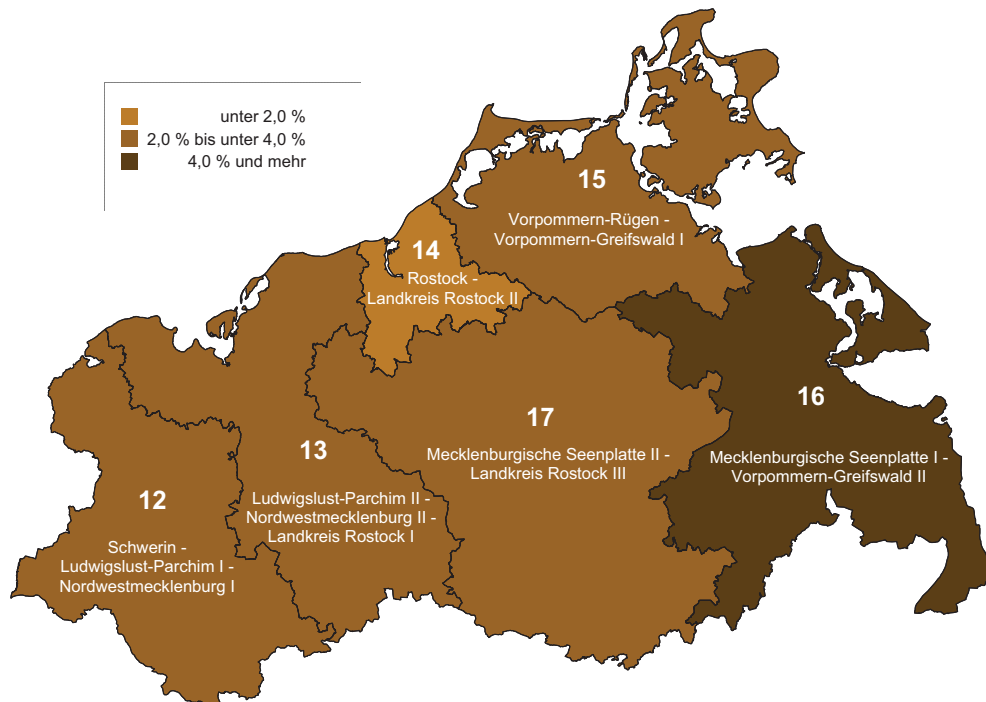 unter 2,0 %
2,0 % bis unter 4,0 %
4,0 % und mehr
15
Vorpommern-Rügen -
Vorpommern-Greifswald I
14
Rostock -
Landkreis Rostock II
16
Mecklenburgische Seenplatte I -
Vorpommern-Greifswald II
17
Mecklenburgische Seenplatte II -
Landkreis Rostock III
13
Ludwigslust-Parchim II -
Nordwestmecklenburg II -
Landkreis Rostock I
12
Schwerin -
Ludwigslust-Parchim I -
Nordwestmecklenburg I